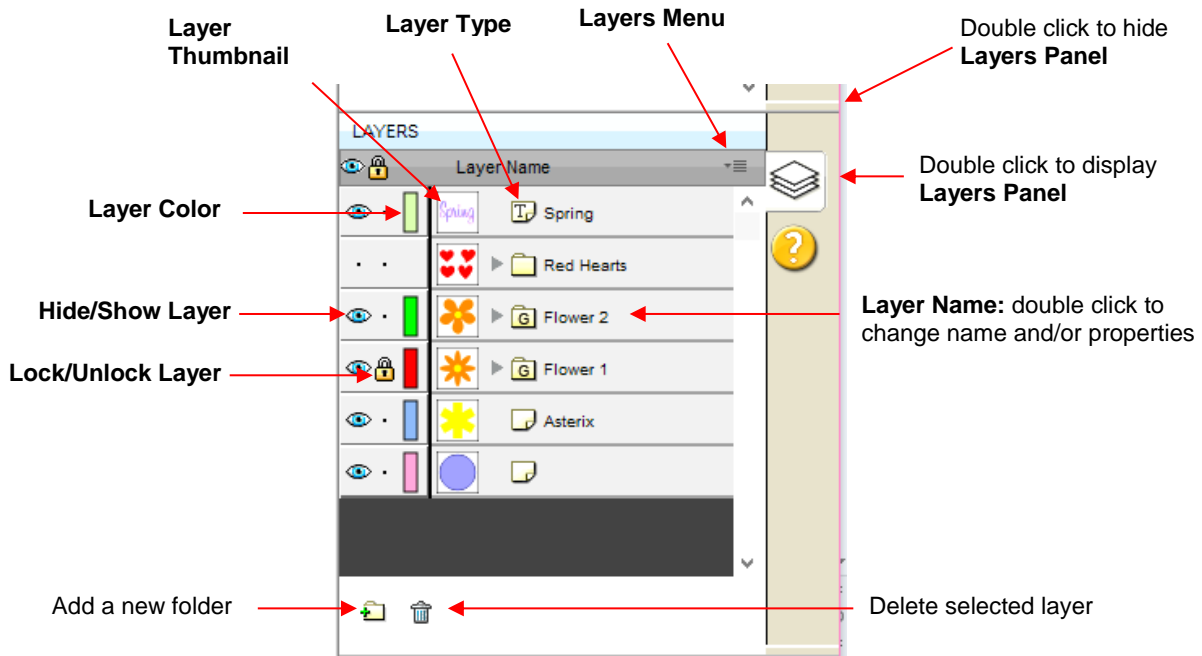 Layer
Thumbnail
Layer Type
Layers Menu
Double click to hide
Layers Panel
LAYERS
Layer Name
Double click to display
Layers Panel
Layer Color
Spring
T
Spring
?
Red Hearts
Hide/Show Layer
G
Flower 2
Layer Name: double click to
change name and/or properties
Lock/Unlock Layer
G
Flower 1
Asterix
Add a new folder
Delete selected layer